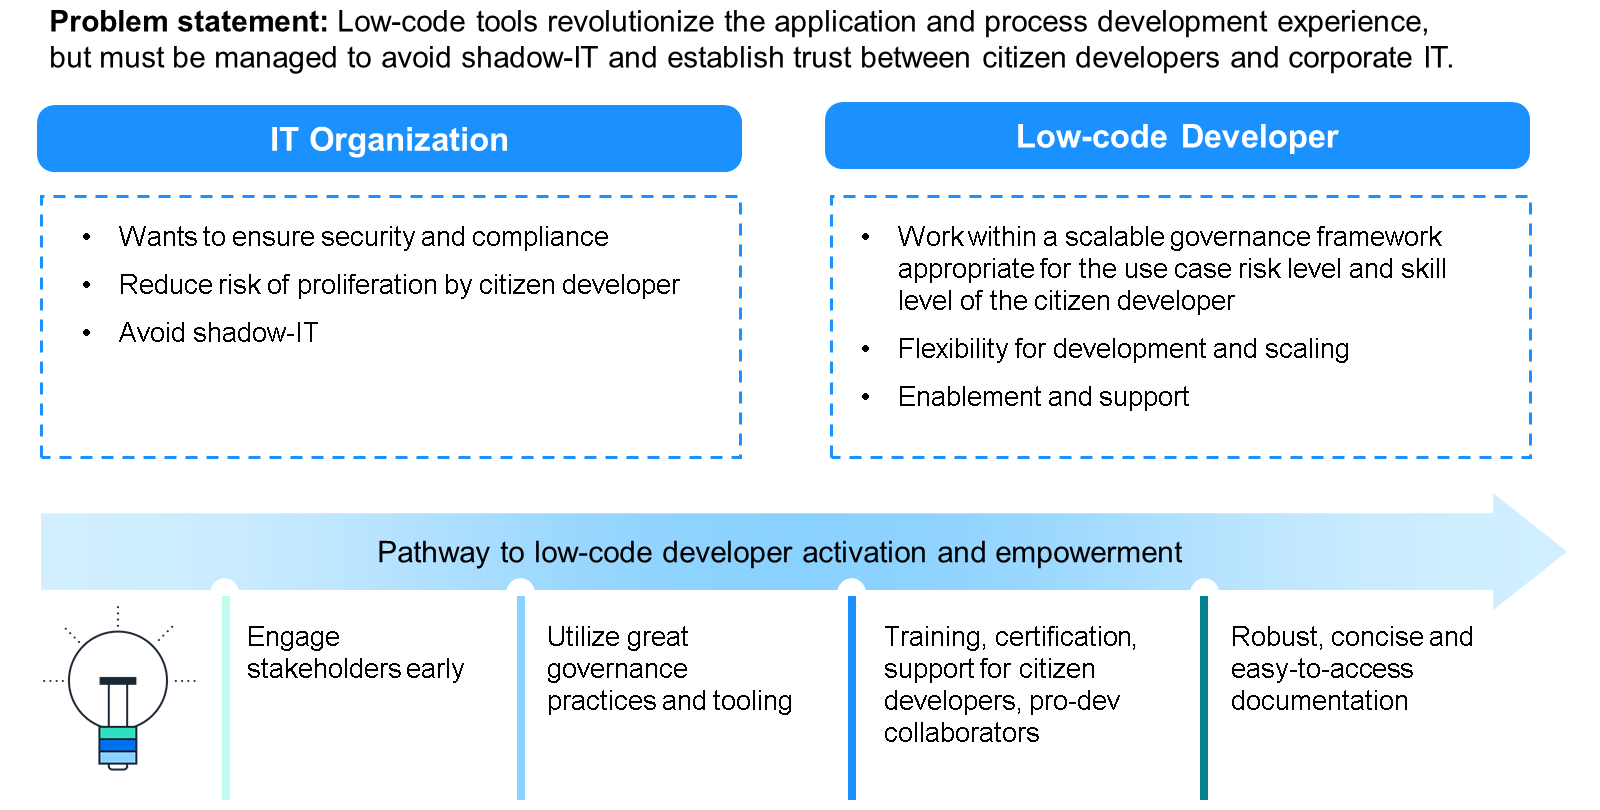 Problem statement: Low-code tools revolutionize the application and process development experience,
but must be managed to avoid shadow-IT and establish trust between citizen developers and corporate IT.
IT Organization
• Wants to ensure security and compliance
• Reduce risk of proliferation by citizen developer
• Avoid shadow-IT
Low-code Developer
• Work within a scalable governance framework
appropriate for the use case risk level and skill
level of the citizen developer
• Flexibility for development and scaling
• Enablement and support
Pathway to low-code developer activation and empowerment
Engage
stakeholders early
Utilize great
governance
practices and tooling
Training, certification,
support for citizen
developers, pro-dev
collaborators
Robust, concise and
easy-to-access
documentation